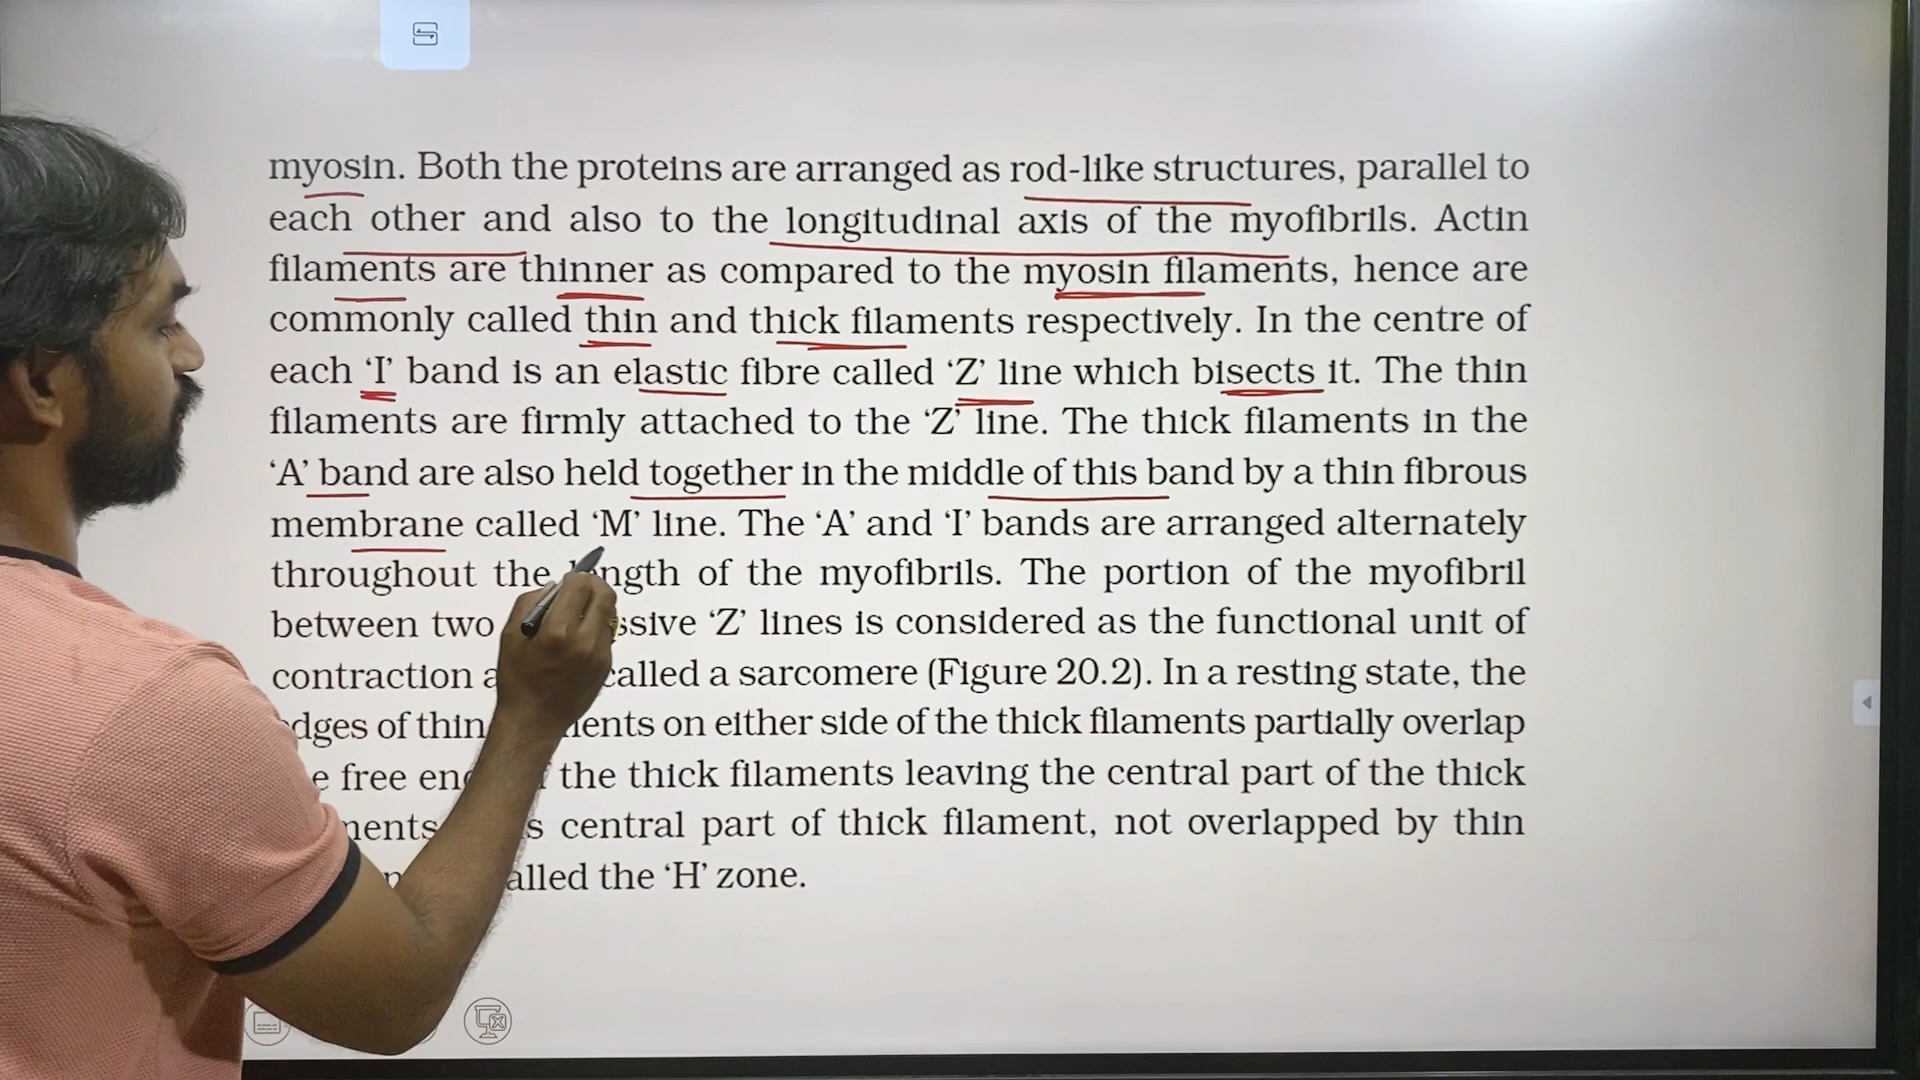 myosin. Both the proteins are arranged as rod-like structures, parallel to
each other and also to the longitudinal axis of the myofibrils. Actin
filaments are thinner as compared to the myosin filaments, hence are
commonly called thin and thick filaments respectively. In the centre of
each ‘I’ band is an elastic fibre called ‘Z’ line which bisects it. The thin
filaments are firmly attached to the ‘Z’ line. The thick filaments in the
‘A’ band are also held together in the middle of this band by a thin fibrous
membrane called ‘M’ line. The ‘A’ and ‘I’ bands are arranged alternately
throughout the length of the myofibrils. The portion of the myofibril
between two ‘Z’ lines is considered as the functional unit of
contraction called a sarcomere (Figure 20.2). In a resting state, the
of thin on either side of the thick filaments partially overlap
free the thick filaments leaving the central part of the thick
central part of thick filament, not overlapped by thin
the ‘H’ zone.